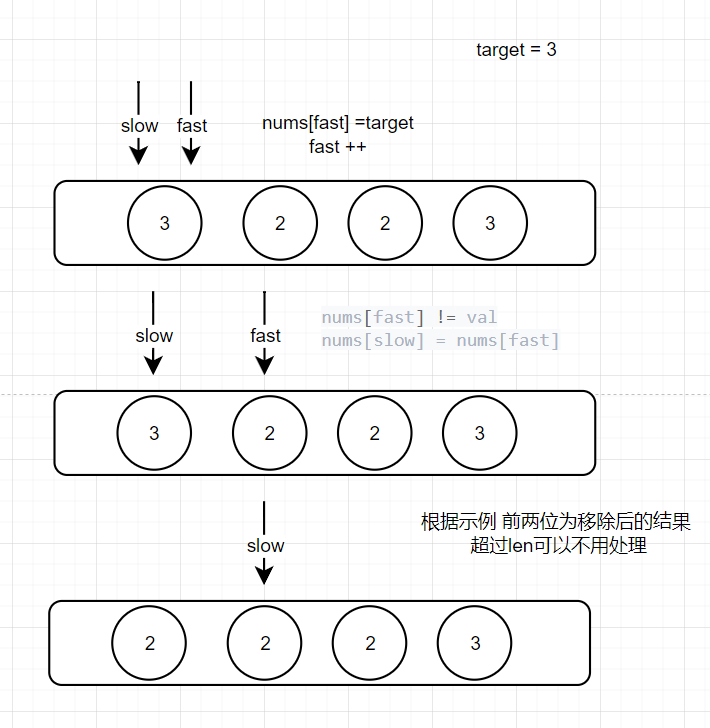 target = 3
slow fast
nums[fast] =target
fast ++
3 2 2 3
slow fast
nums[fast] != val
nums[slow] = nums[fast]
3 2 2 3
根据示例 前两位为移除后的结果
超过len可以不用处理
slow
2 2 2 3